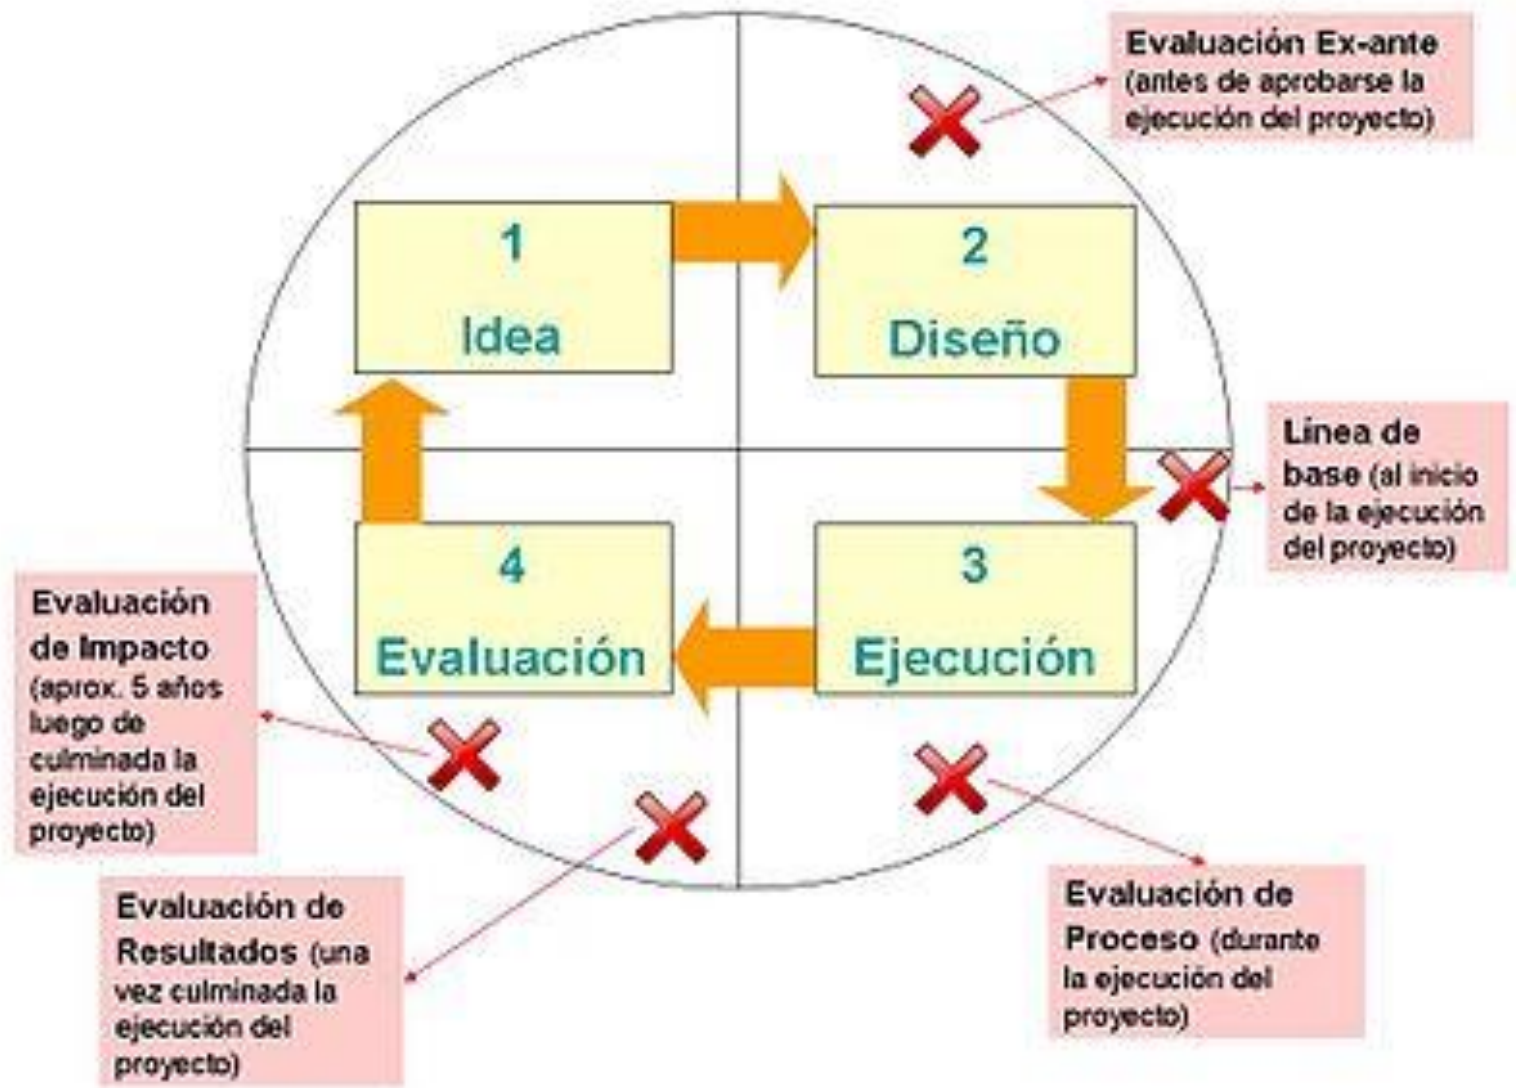 Evaluación Ex-ante
(antes de aprobarse la
ejecución del proyecto)
1
Idea
2
Diseño
Línea de
base (al inicio
de la ejecución
del proyecto)
3
Ejecución
4
Evaluación
Evaluación
de Impacto
(aprox. 5 años
luego de
culminada la
ejecución del
proyecto)
Evaluación de
Resultados (una
vez culminada la
ejecución del
proyecto)
Evaluación de
Proceso (durante
la ejecución del
proyecto)